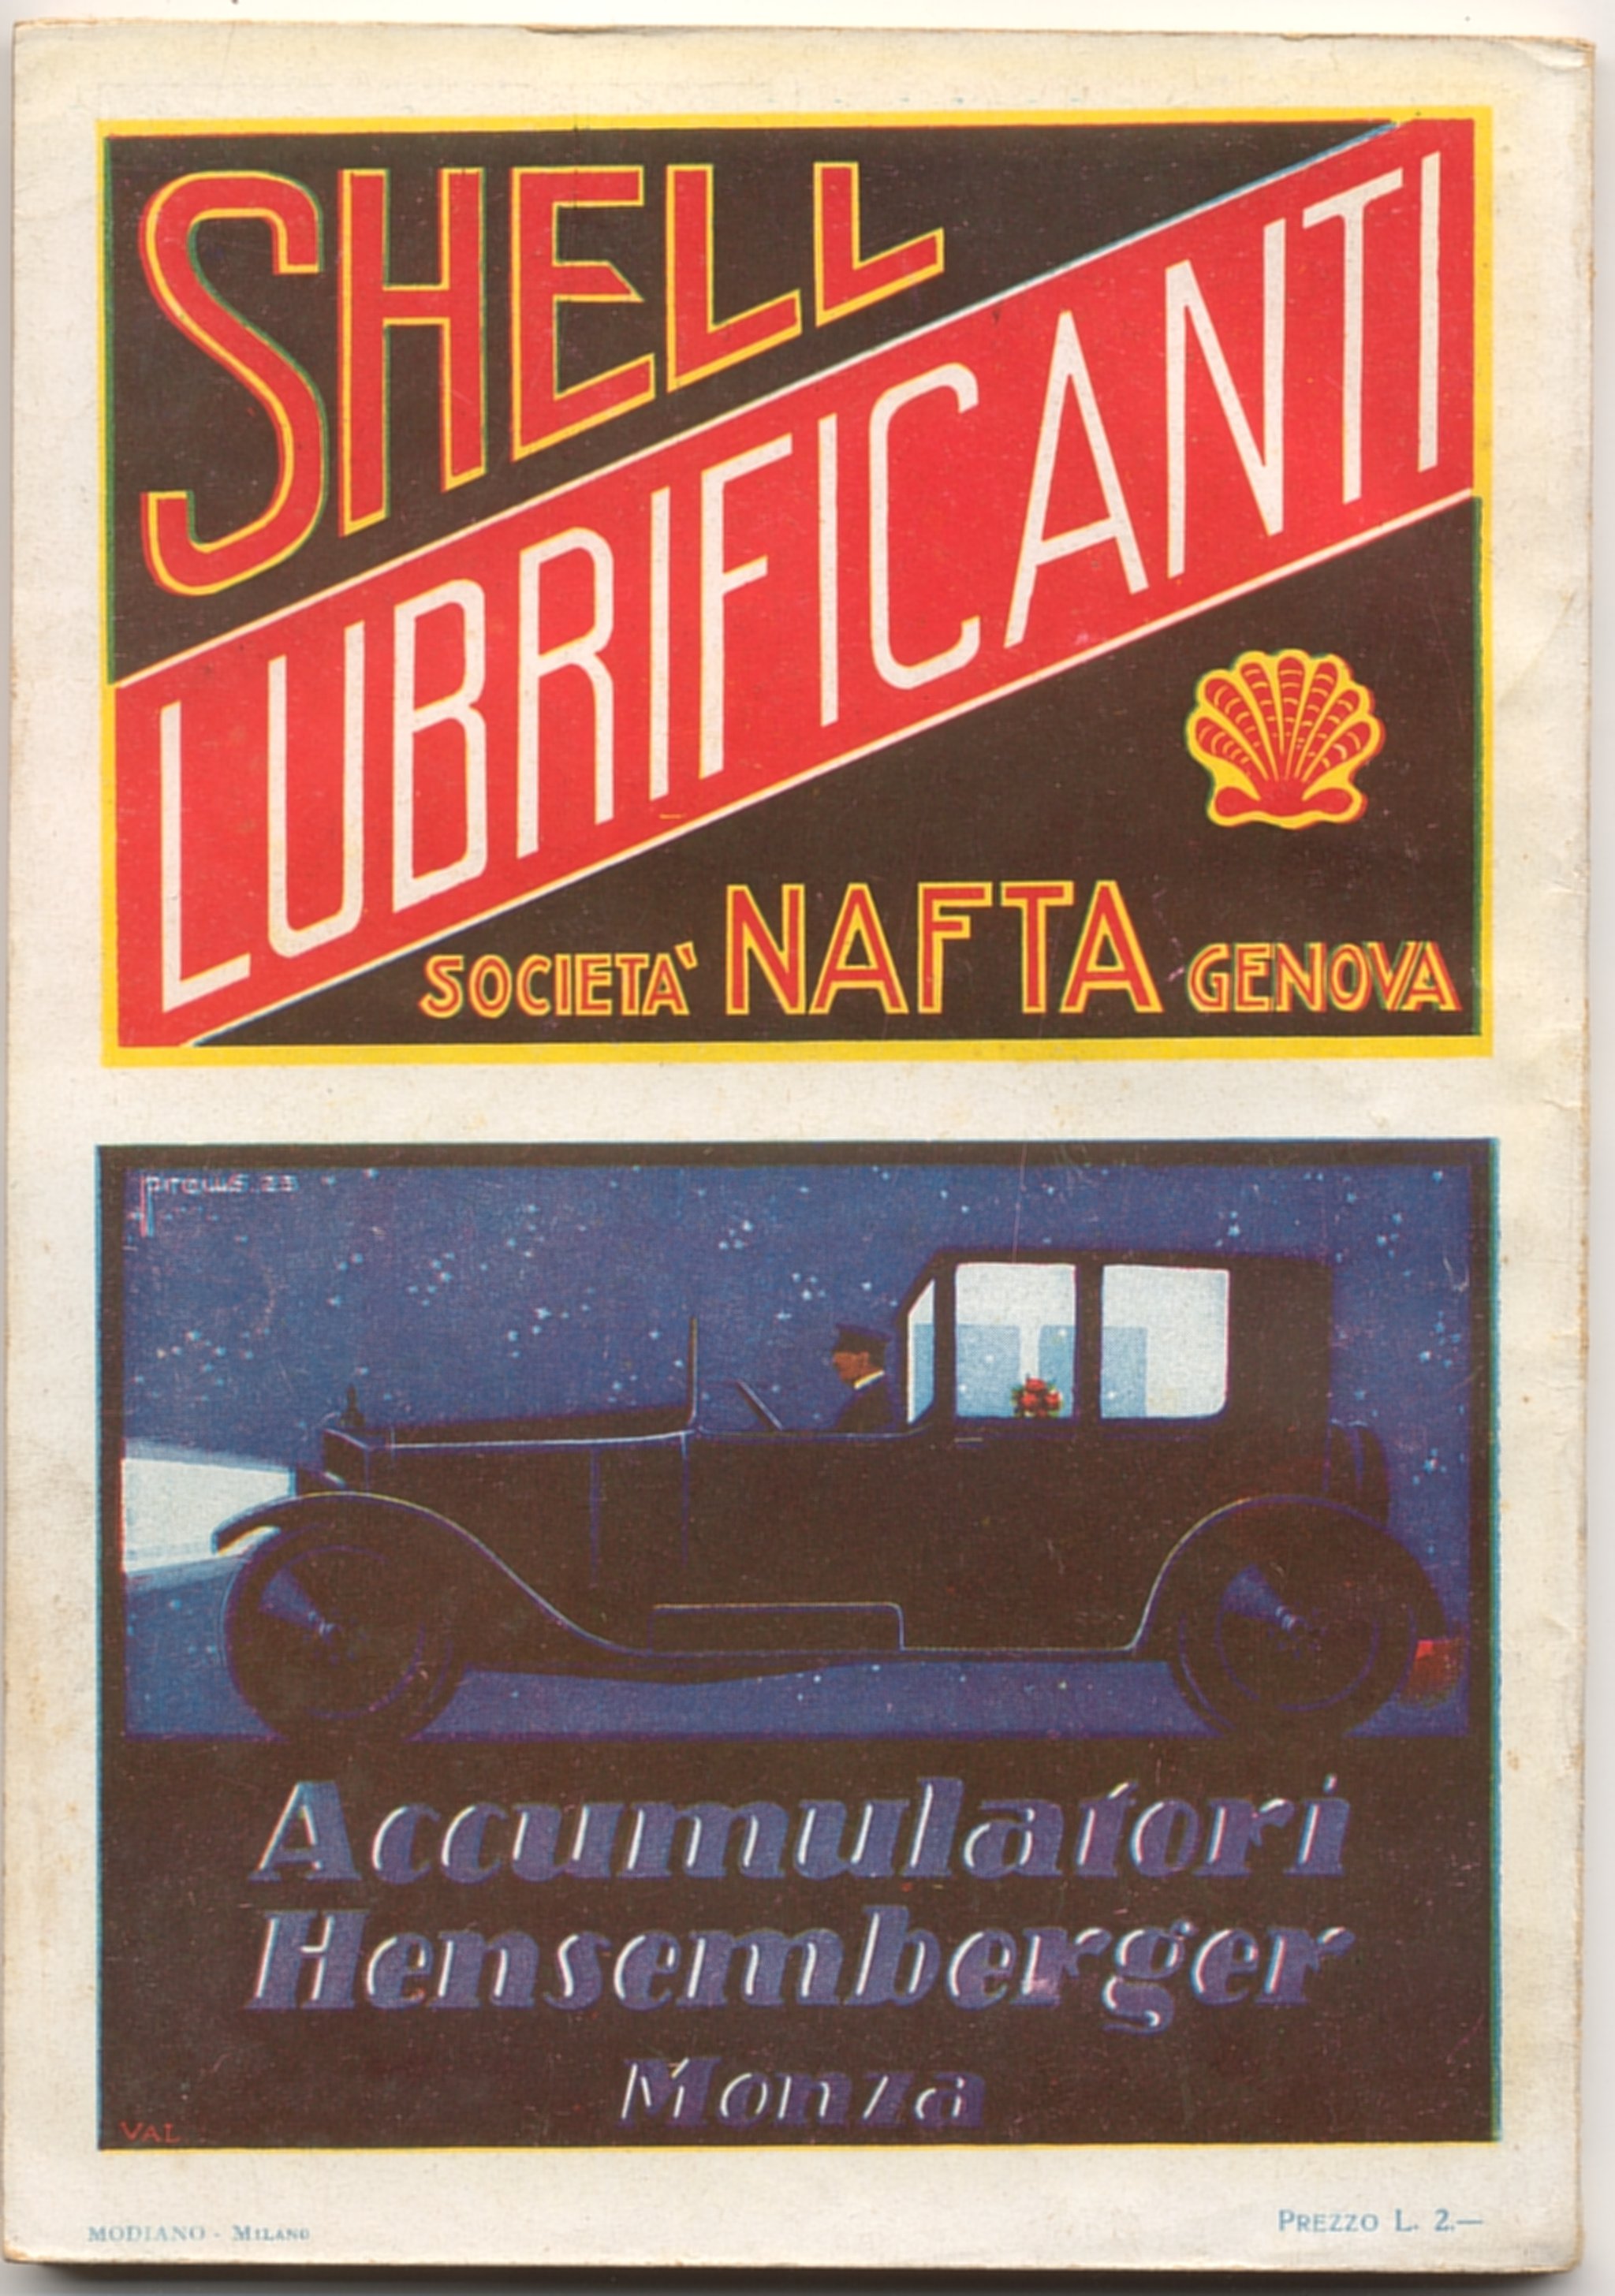 SHELL
LUBRIFICANTI
SOCIETA' NAFTA GENOVA
Accumulatori
Hensemberger
Monza
VAL
MODIANO - MILANO
PREZZO L. 2.—